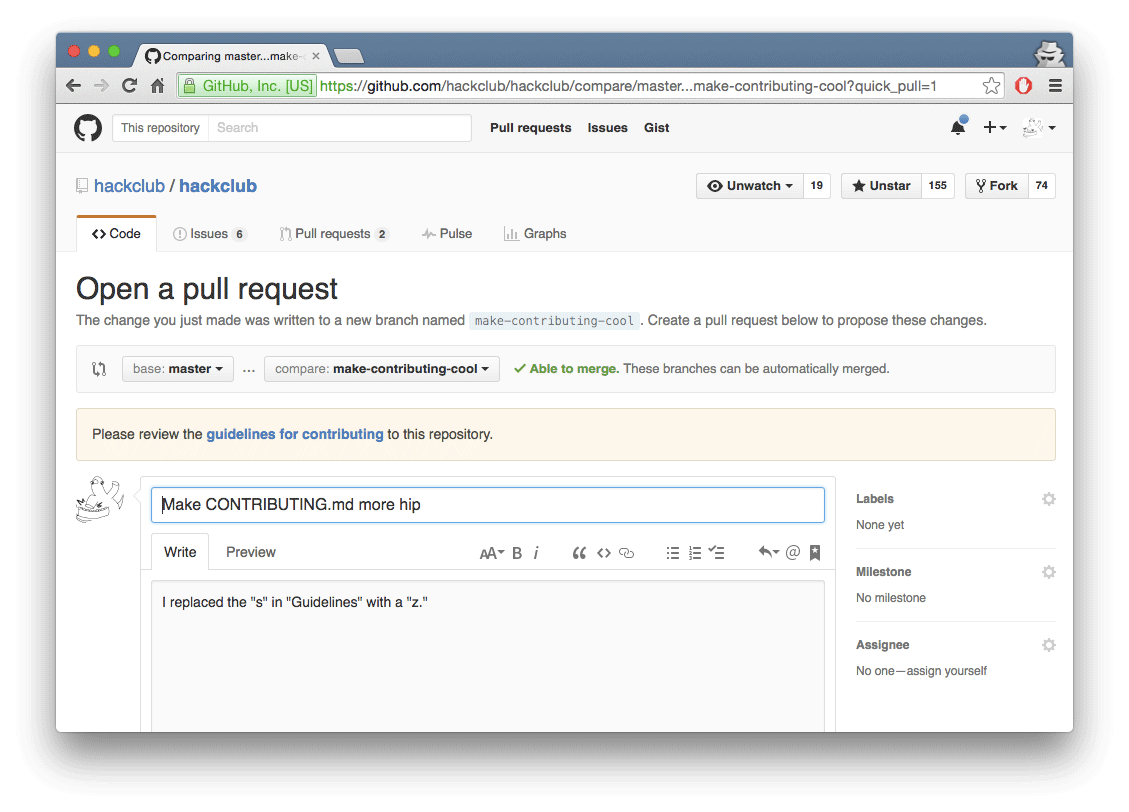 Comparing master...make-c
GitHub, Inc. [US] https://github.com/hackclub/hackclub/compare/master...make-contributing-cool?quick_pull=1
This repository Search Pull requests Issues Gist
hackclub / hackclub Unwatch 19 Unstar 155 Fork 74
Code Issues 6 Pull requests 2 Pulse Graphs
Open a pull request
The change you just made was written to a new branch named make-contributing-cool . Create a pull request below to propose these changes.
base: master ... compare: make-contributing-cool Able to merge. These branches can be automatically merged.
Please review the guidelines for contributing to this repository.
Make CONTRIBUTING.md more hip
Write Preview AA B i
I replaced the "s" in "Guidelines" with a "z."
Labels
None yet
Milestone
No milestone
Assignee
No one—assign yourself